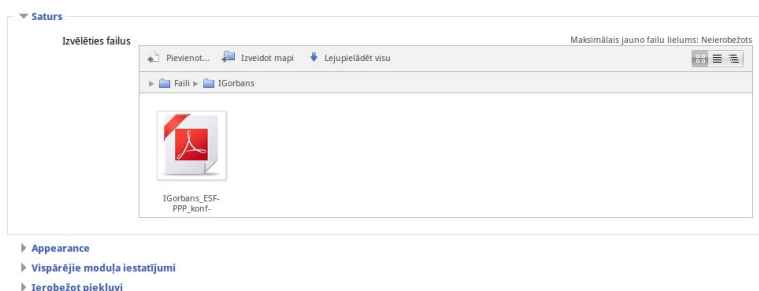 Saturs
Izvēlēties failus
Maksimālais jauno failu lielums: Neierobežots
Pievienot... Izveidot mapi Lejupielādēt visu
Faili IGorbans
IGorbans_ESF-
PPP_konf-
Appearance
Vispārējie moduļa iestatījumi
Ierobežot piekļuvi